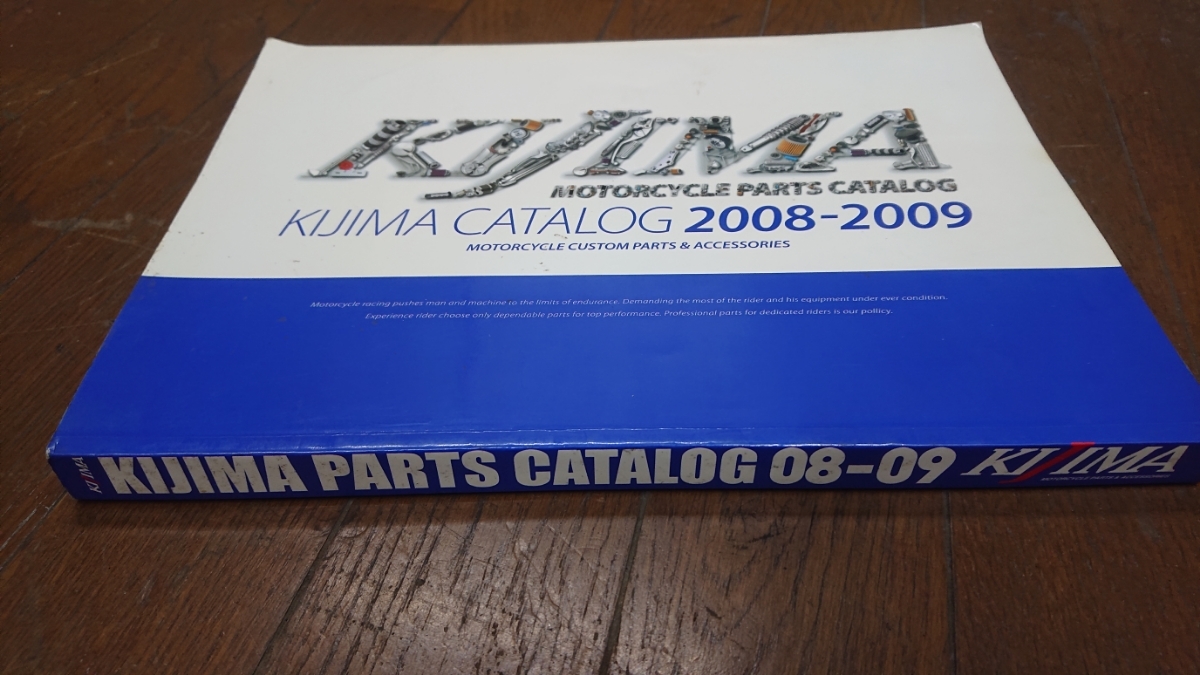 KIJIMA
MOTORCYCLE PARTS CATALOG
KIJIMA CATALOG 2008-2009
MOTORCYCLE CUSTOM PARTS & ACCESSORIES
Motorcycle racing pushes man and machine to the limits of endurance. Demanding the most of the rider and his equipment under ever condition.
Experience rider choose only dependable parts for top performance. Professional parts for dedicated riders is our pollicy.
KIJIMA KIJIMA PARTS CATALOG 08-09 KIJIMA
MOTORCYCLE PARTS & ACCESSORIES